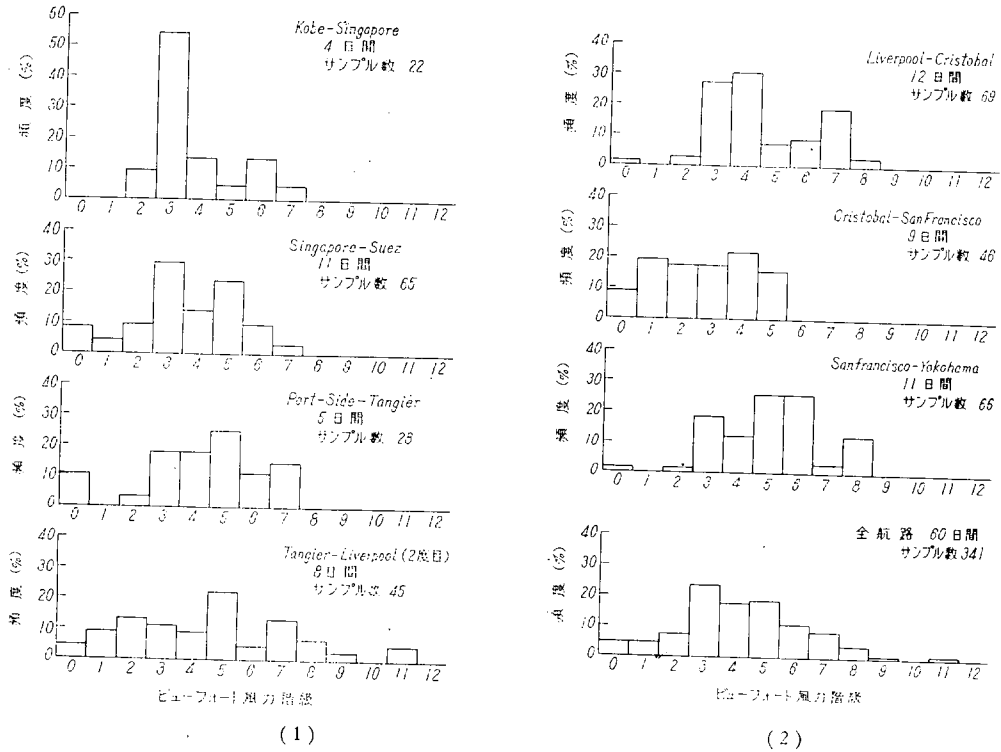 60
50
40
30
20
10
0
頻度 (%)
Kobe-Singapore
4日間
サンプル数 22
0 1 2 3 4 5 6 7 8 9 10 11 12
40
30
20
10
0
頻度 (%)
Singapore-Suez
11日間
サンプル数 65
0 1 2 3 4 5 6 7 8 9 10 11 12
40
30
20
10
0
頻度 (%)
Port-Side-Tangier
5日間
サンプル数 28
0 1 2 3 4 5 6 7 8 9 10 11 12
40
30
20
10
0
頻度 (%)
Tangier-Liverpool (2度目)
8日間
サンプル数 45
0 1 2 3 4 5 6 7 8 9 10 11 12
ビューフォート風力階級
(1)
50
40
30
20
10
0
頻度 (%)
Liverpool-Cristobal
12日間
サンプル数 69
0 1 2 3 4 5 6 7 8 9 10 11 12
40
30
20
10
0
頻度 (%)
Cristobal-SanFrancisco
9日間
サンプル数 46
0 1 2 3 4 5 6 7 8 9 10 11 12
40
30
20
10
0
頻度 (%)
Sanfrancisco-Yokohama
11日間
サンプル数 66
0 1 2 3 4 5 6 7 8 9 10 11 12
40
30
20
10
0
頻度 (%)
全航路 60日間
サンプル数 341
0 1 2 3 4 5 6 7 8 9 10 11 12
ビューフォート風力階級
(2)